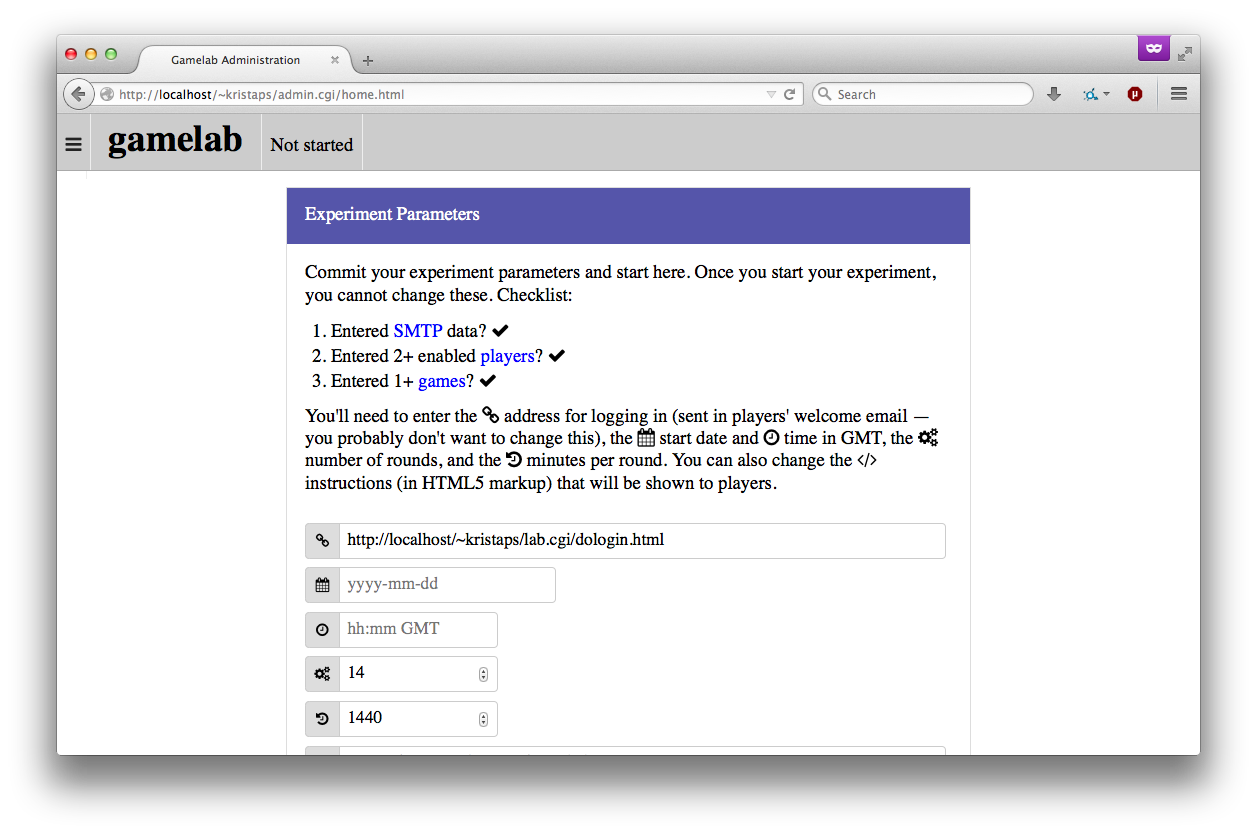 Gamelab Administration
http://localhost/~kristaps/admin.cgi/home.html
Search
gamelab
Not started
Experiment Parameters
Commit your experiment parameters and start here. Once you start your experiment,
you cannot change these. Checklist:
1. Entered SMTP data?
2. Entered 2+ enabled players?
3. Entered 1+ games?
You'll need to enter the address for logging in (sent in players' welcome email —
you probably don't want to change this), the start date and time in GMT, the
number of rounds, and the minutes per round. You can also change the </>
instructions (in HTML5 markup) that will be shown to players.
http://localhost/~kristaps/lab.cgi/dologin.html
yyyy-mm-dd
hh:mm GMT
14
1440